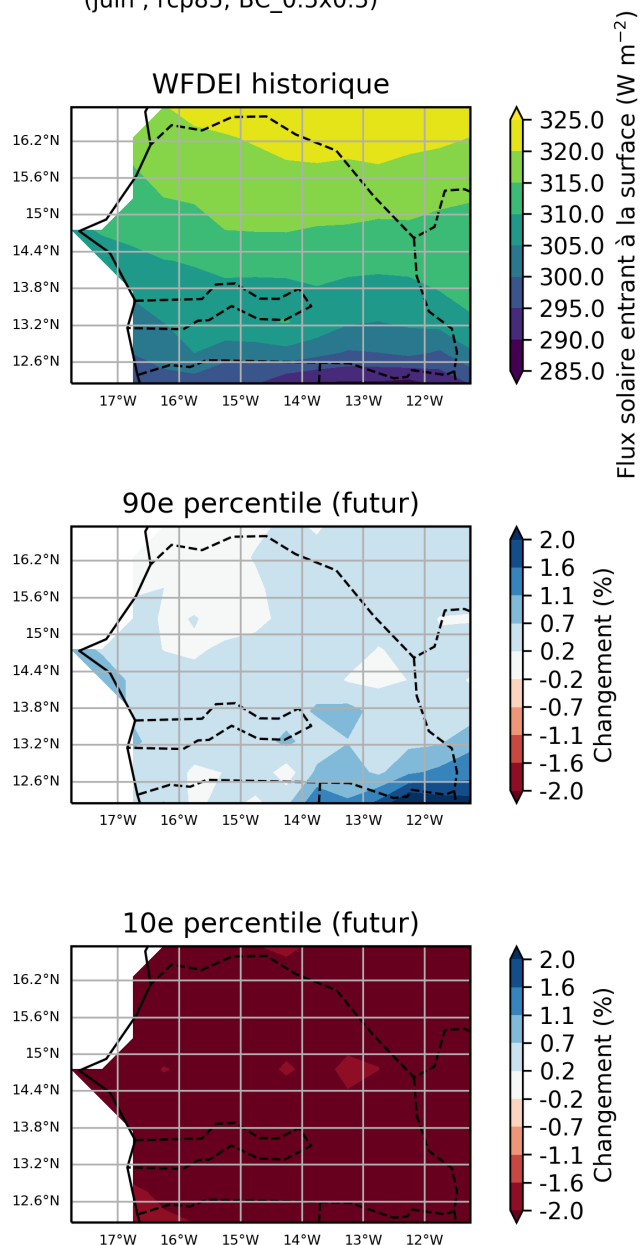 (juin , rcp85, BC_0.5x0.5)
WFDEI historique
16.2°N
15.6°N
15°N
14.4°N
13.8°N
13.2°N
12.6°N
17°W 16°W 15°W 14°W 13°W 12°W
325.0
320.0
315.0
310.0
305.0
300.0
295.0
290.0
285.0
Flux solaire entrant à la surface (W m⁻²)
90e percentile (futur)
16.2°N
15.6°N
15°N
14.4°N
13.8°N
13.2°N
12.6°N
17°W 16°W 15°W 14°W 13°W 12°W
2.0
1.6
1.1
0.7
0.2
-0.2
-0.7
-1.1
-1.6
-2.0
Changement (%)
10e percentile (futur)
16.2°N
15.6°N
15°N
14.4°N
13.8°N
13.2°N
12.6°N
17°W 16°W 15°W 14°W 13°W 12°W
2.0
1.6
1.1
0.7
0.2
-0.2
-0.7
-1.1
-1.6
-2.0
Changement (%)